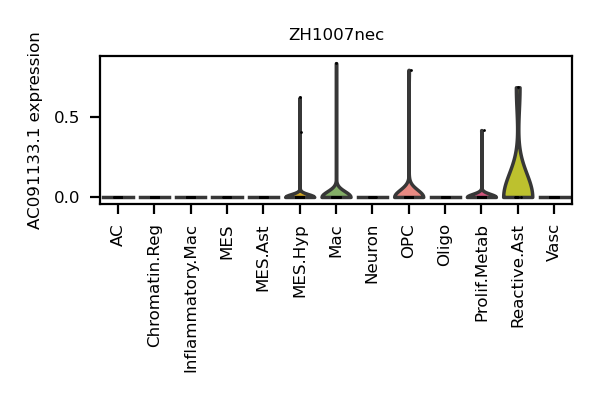 ZH1007nec
AC091133.1 expression
0.5
0.0
AC
Chromatin.Reg
Inflammatory.Mac
MES
MES.Ast
MES.Hyp
Mac
Neuron
OPC
Oligo
Prolif.Metab
Reactive.Ast
Vasc